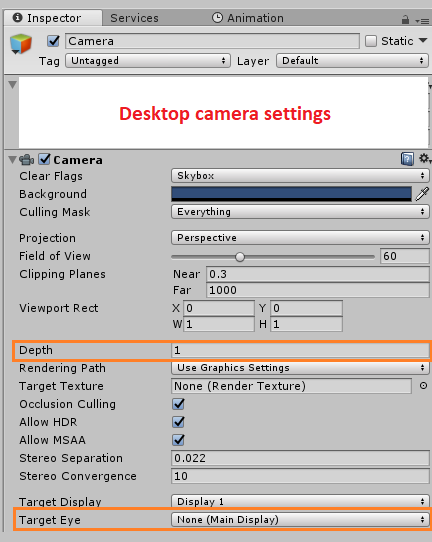 Inspector Services Animation
Camera Static
Tag Untagged Layer Default
Desktop camera settings
Camera
Clear Flags Skybox
Background
Culling Mask Everything
Projection Perspective
Field of View 60
Clipping Planes Near 0.3
Far 1000
Viewport Rect X 0 Y 0
W 1 H 1
Depth 1
Rendering Path Use Graphics Settings
Target Texture None (Render Texture)
Occlusion Culling
Allow HDR
Allow MSAA
Stereo Separation 0.022
Stereo Convergence 10
Target Display Display 1
Target Eye None (Main Display)